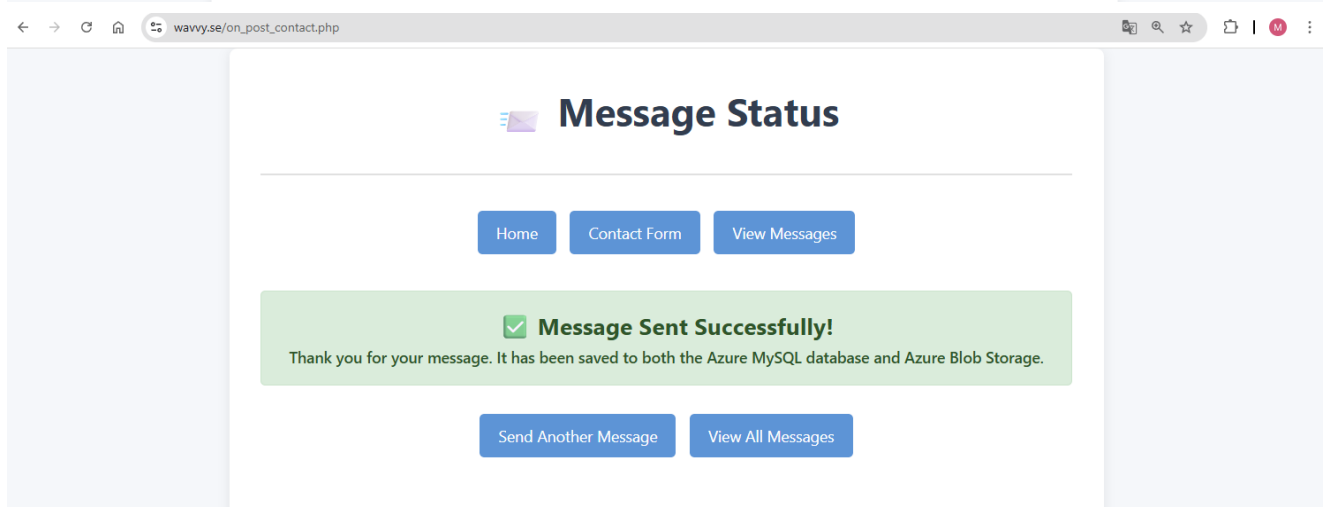 wavvy.se/on_post_contact.php
M
Message Status
Home Contact Form View Messages
Message Sent Successfully!
Thank you for your message. It has been saved to both the Azure MySQL database and Azure Blob Storage.
Send Another Message View All Messages